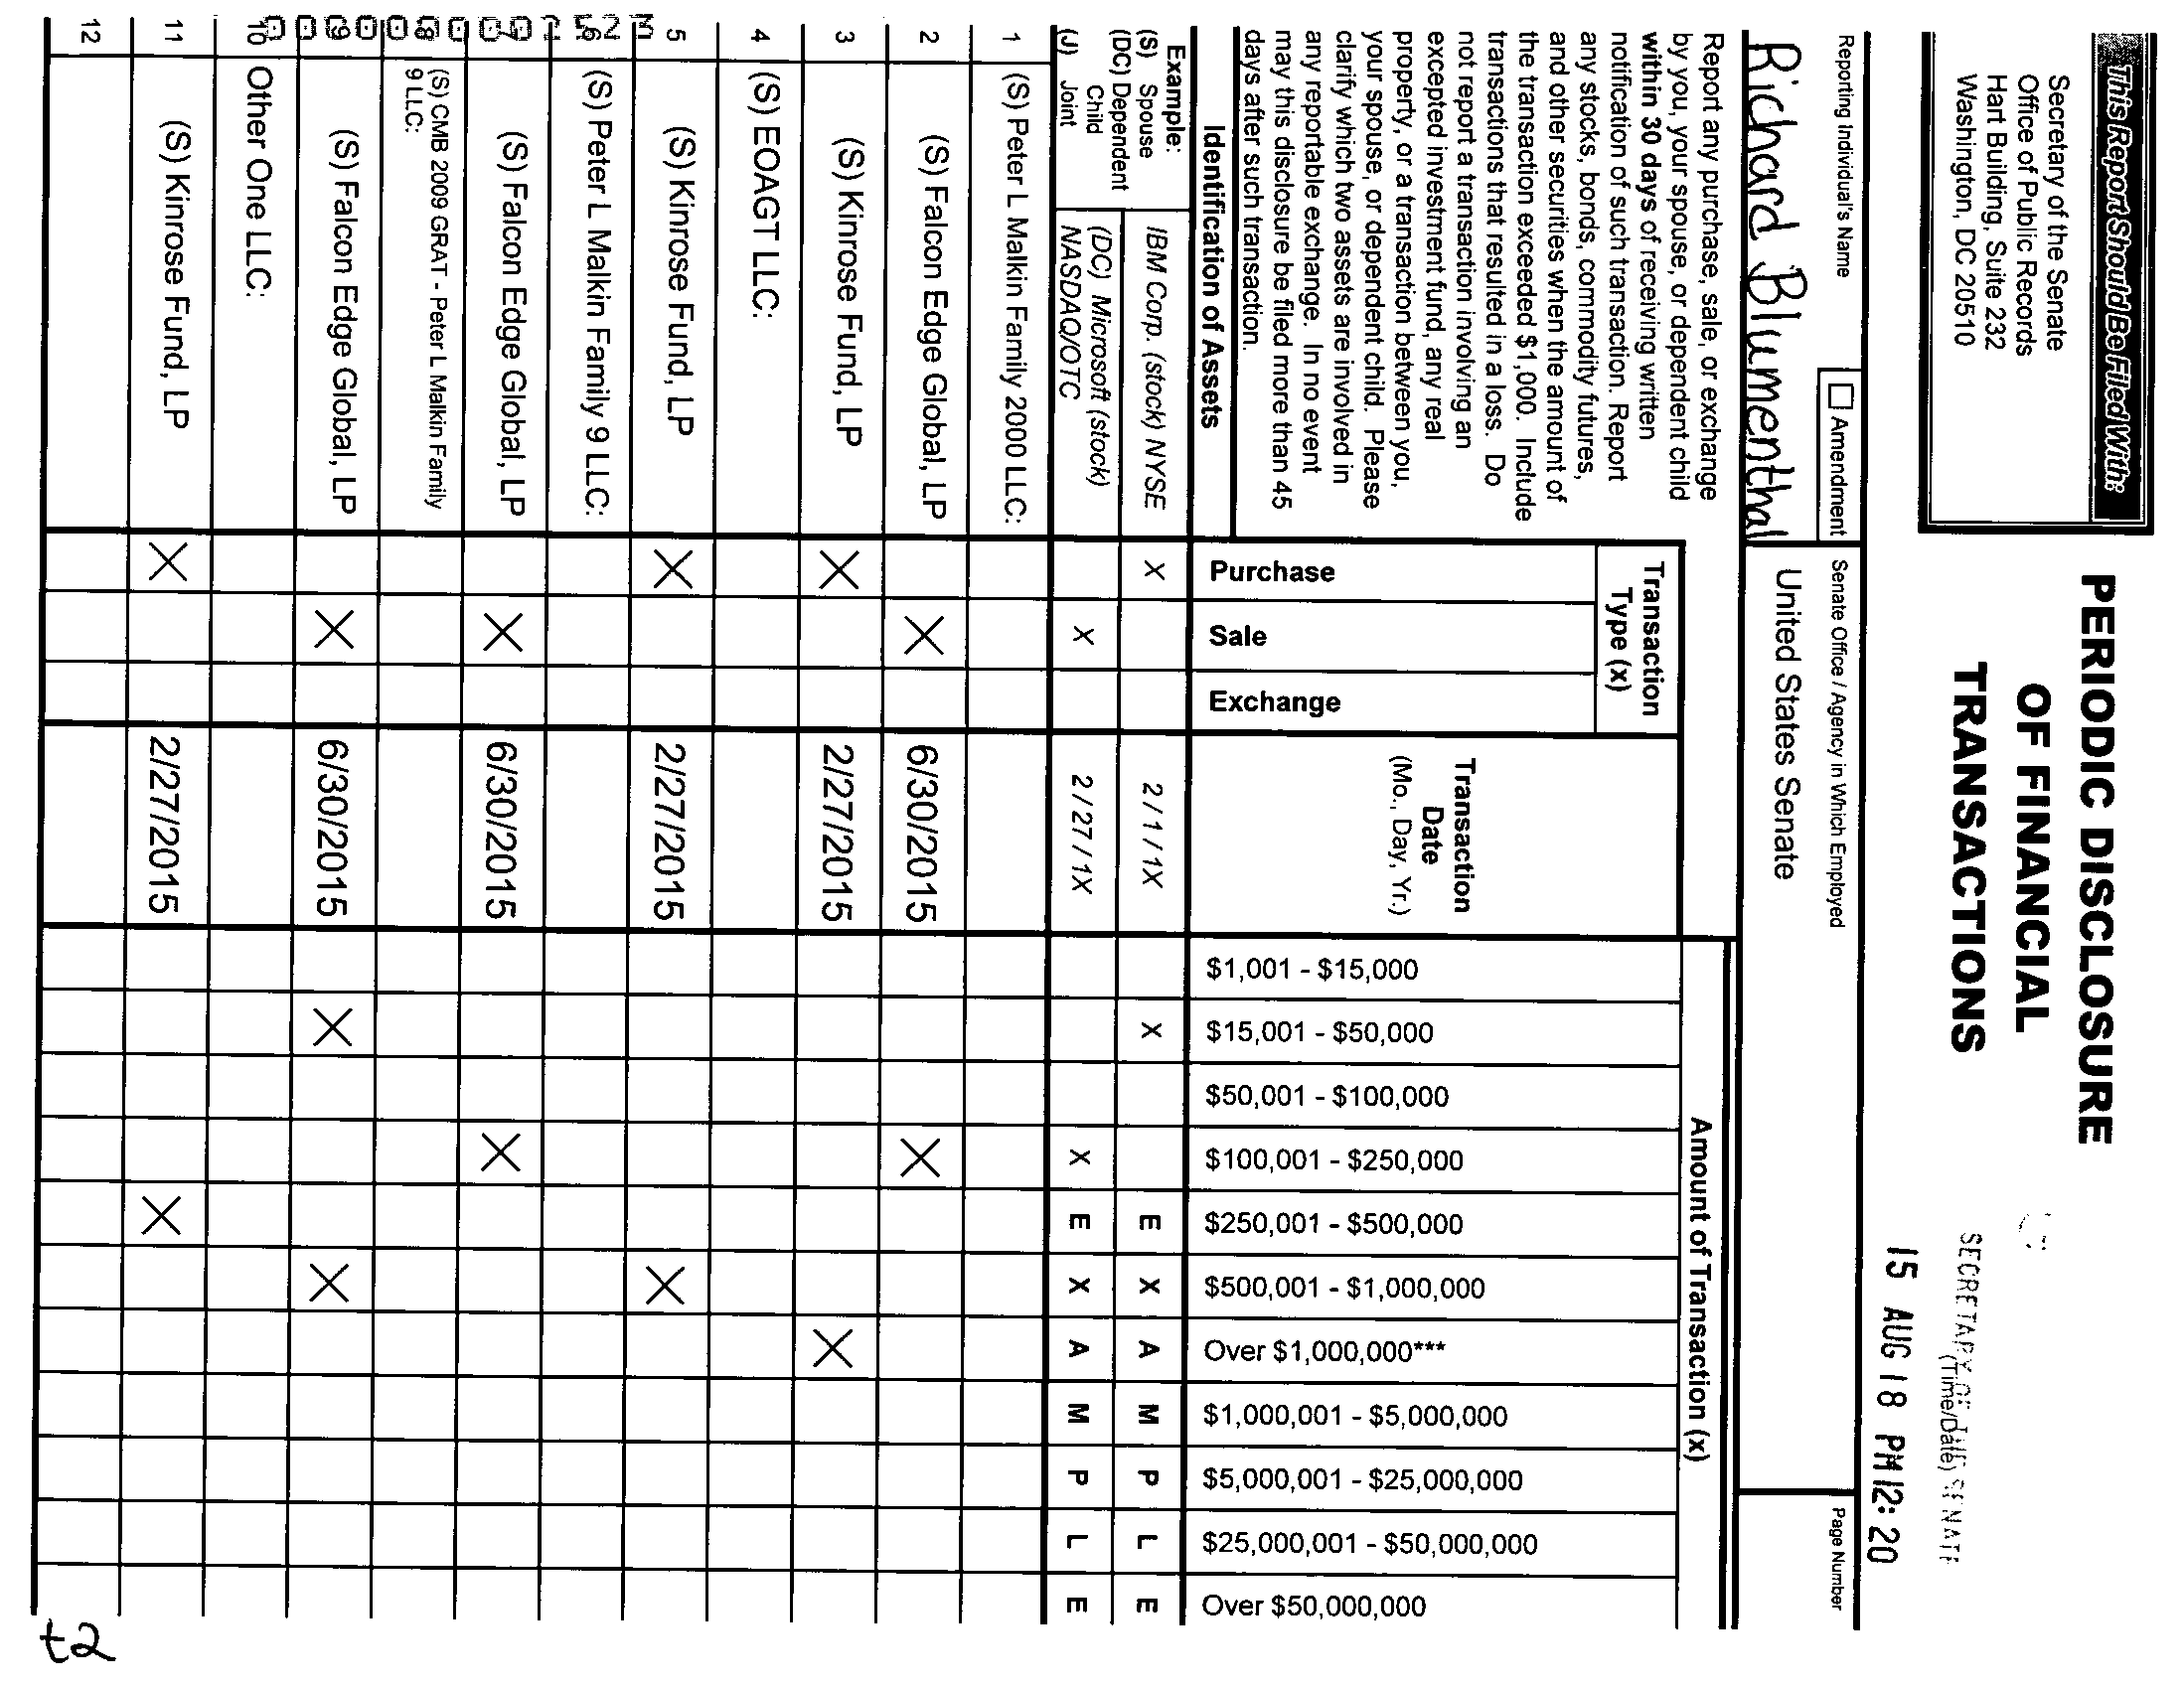 This Report Should Be Filed With:
Secretary of the Senate
Office of Public Records
Hart Building, Suite 232
Washington, DC 20510
PERIODIC DISCLOSURE
OF FINANCIAL
TRANSACTIONS
SECRETARY OF THE SENATE
(Time/Date)
15 AUG 18 PM 12: 20
Reporting Individual's Name
Amendment
Senate Office / Agency in Which Employed
Page Number
Richard Blumenthal
United States Senate
Report any purchase, sale, or exchange
by you, your spouse, or dependent child
within 30 days of receiving written
notification of such transaction. Report
any stocks, bonds, commodity futures,
and other securities when the amount of
the transaction exceeded $1,000. Include
transactions that resulted in a loss. Do
not report a transaction involving an
excepted investment fund, any real
property, or a transaction between you,
your spouse, or dependent child. Please
clarify which two assets are involved in
any reportable exchange. In no event
may this disclosure be filed more than 45
days after such transaction.
Transaction
Type (x)
Transaction
Date
(Mo., Day, Yr.)
Amount of Transaction (x)
Identification of Assets
Purchase
Sale
Exchange
$1,001 - $15,000
$15,001 - $50,000
$50,001 - $100,000
$100,001 - $250,000
$250,001 - $500,000
$500,001 - $1,000,000
Over $1,000,000***
$1,000,001 - $5,000,000
$5,000,001 - $25,000,000
$25,000,001 - $50,000,000
Over $50,000,000
Example:
(S) Spouse
(DC) Dependent
Child
(J) Joint
IBM Corp. (stock) NYSE X 2 / 1 / 1X X E X A M P L E
(DC) Microsoft (stock)
NASDAQ/OTC X 2 / 27 / 1X X E X A M P L E
1 (S) Peter L Malkin Family 2000 LLC:
2 (S) Falcon Edge Global, LP X 6/30/2015 X
3 (S) Kinrose Fund, LP X 2/27/2015 X
4 (S) EOAGT LLC:
5 (S) Kinrose Fund, LP X 2/27/2015 X
6 (S) Peter L Malkin Family 9 LLC:
7 (S) Falcon Edge Global, LP X 6/30/2015 X
8 (S) CMB 2009 GRAT - Peter L Malkin Family
9 LLC:
9 (S) Falcon Edge Global, LP X 6/30/2015 X X
10 Other One LLC:
11 (S) Kinrose Fund, LP X 2/27/2015 X
12
t2